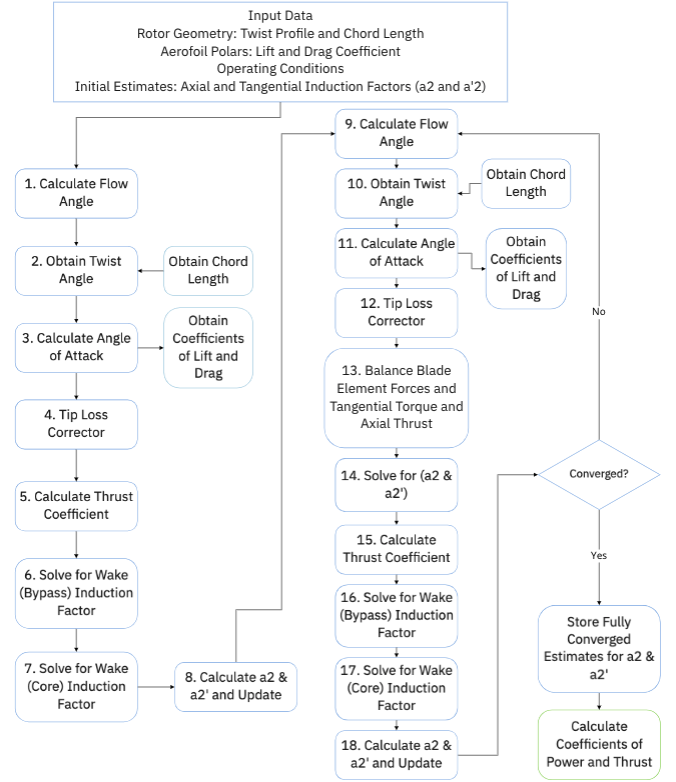 Input Data
Rotor Geometry: Twist Profile and Chord Length
Aerofoil Polars: Lift and Drag Coefficient
Operating Conditions
Initial Estimates: Axial and Tangential Induction Factors (a2 and a'2)
1. Calculate Flow
Angle
2. Obtain Twist
Angle
Obtain Chord
Length
3. Calculate Angle
of Attack
Obtain
Coefficients
of Lift and
Drag
4. Tip Loss
Corrector
5. Calculate Thrust
Coefficient
6. Solve for Wake
(Bypass) Induction
Factor
7. Solve for Wake
(Core) Induction
Factor
8. Calculate a2 &
a2' and Update
9. Calculate Flow
Angle
10. Obtain Twist
Angle
Obtain Chord
Length
11. Calculate Angle
of Attack
Obtain
Coefficients
of Lift and
Drag
12. Tip Loss
Corrector
13. Balance Blade
Element Forces and
Tangential Torque and
Axial Thrust
14. Solve for (a2 &
a2')
15. Calculate
Thrust Coefficient
16. Solve for Wake
(Bypass) Induction
Factor
17. Solve for Wake
(Core) Induction
Factor
18. Calculate a2 &
a2' and Update
No
Converged?
Yes
Store Fully
Converged
Estimates for a2 &
a2'
Calculate
Coefficients of
Power and Thrust